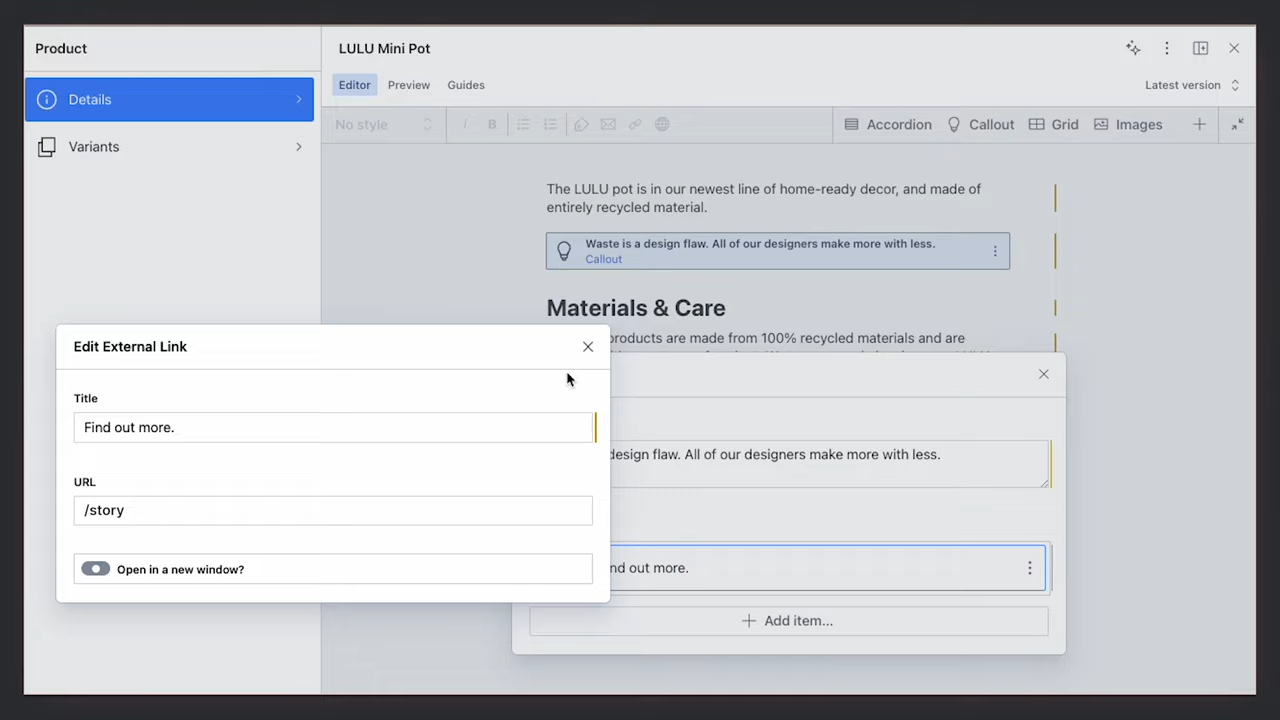 Product
LULU Mini Pot
Details
Variants
Editor
Preview
Guides
Latest version
No style
I
B
Accordion
Callout
Grid
Images
The LULU pot is in our newest line of home-ready decor, and made of
entirely recycled material.
Waste is a design flaw. All of our designers make more with less.
Callout
Materials & Care
products are made from 100% recycled materials and are
Edit External Link
Title
Find out more.
URL
/story
Open in a new window?
design flaw. All of our designers make more with less.
nd out more.
Add item...